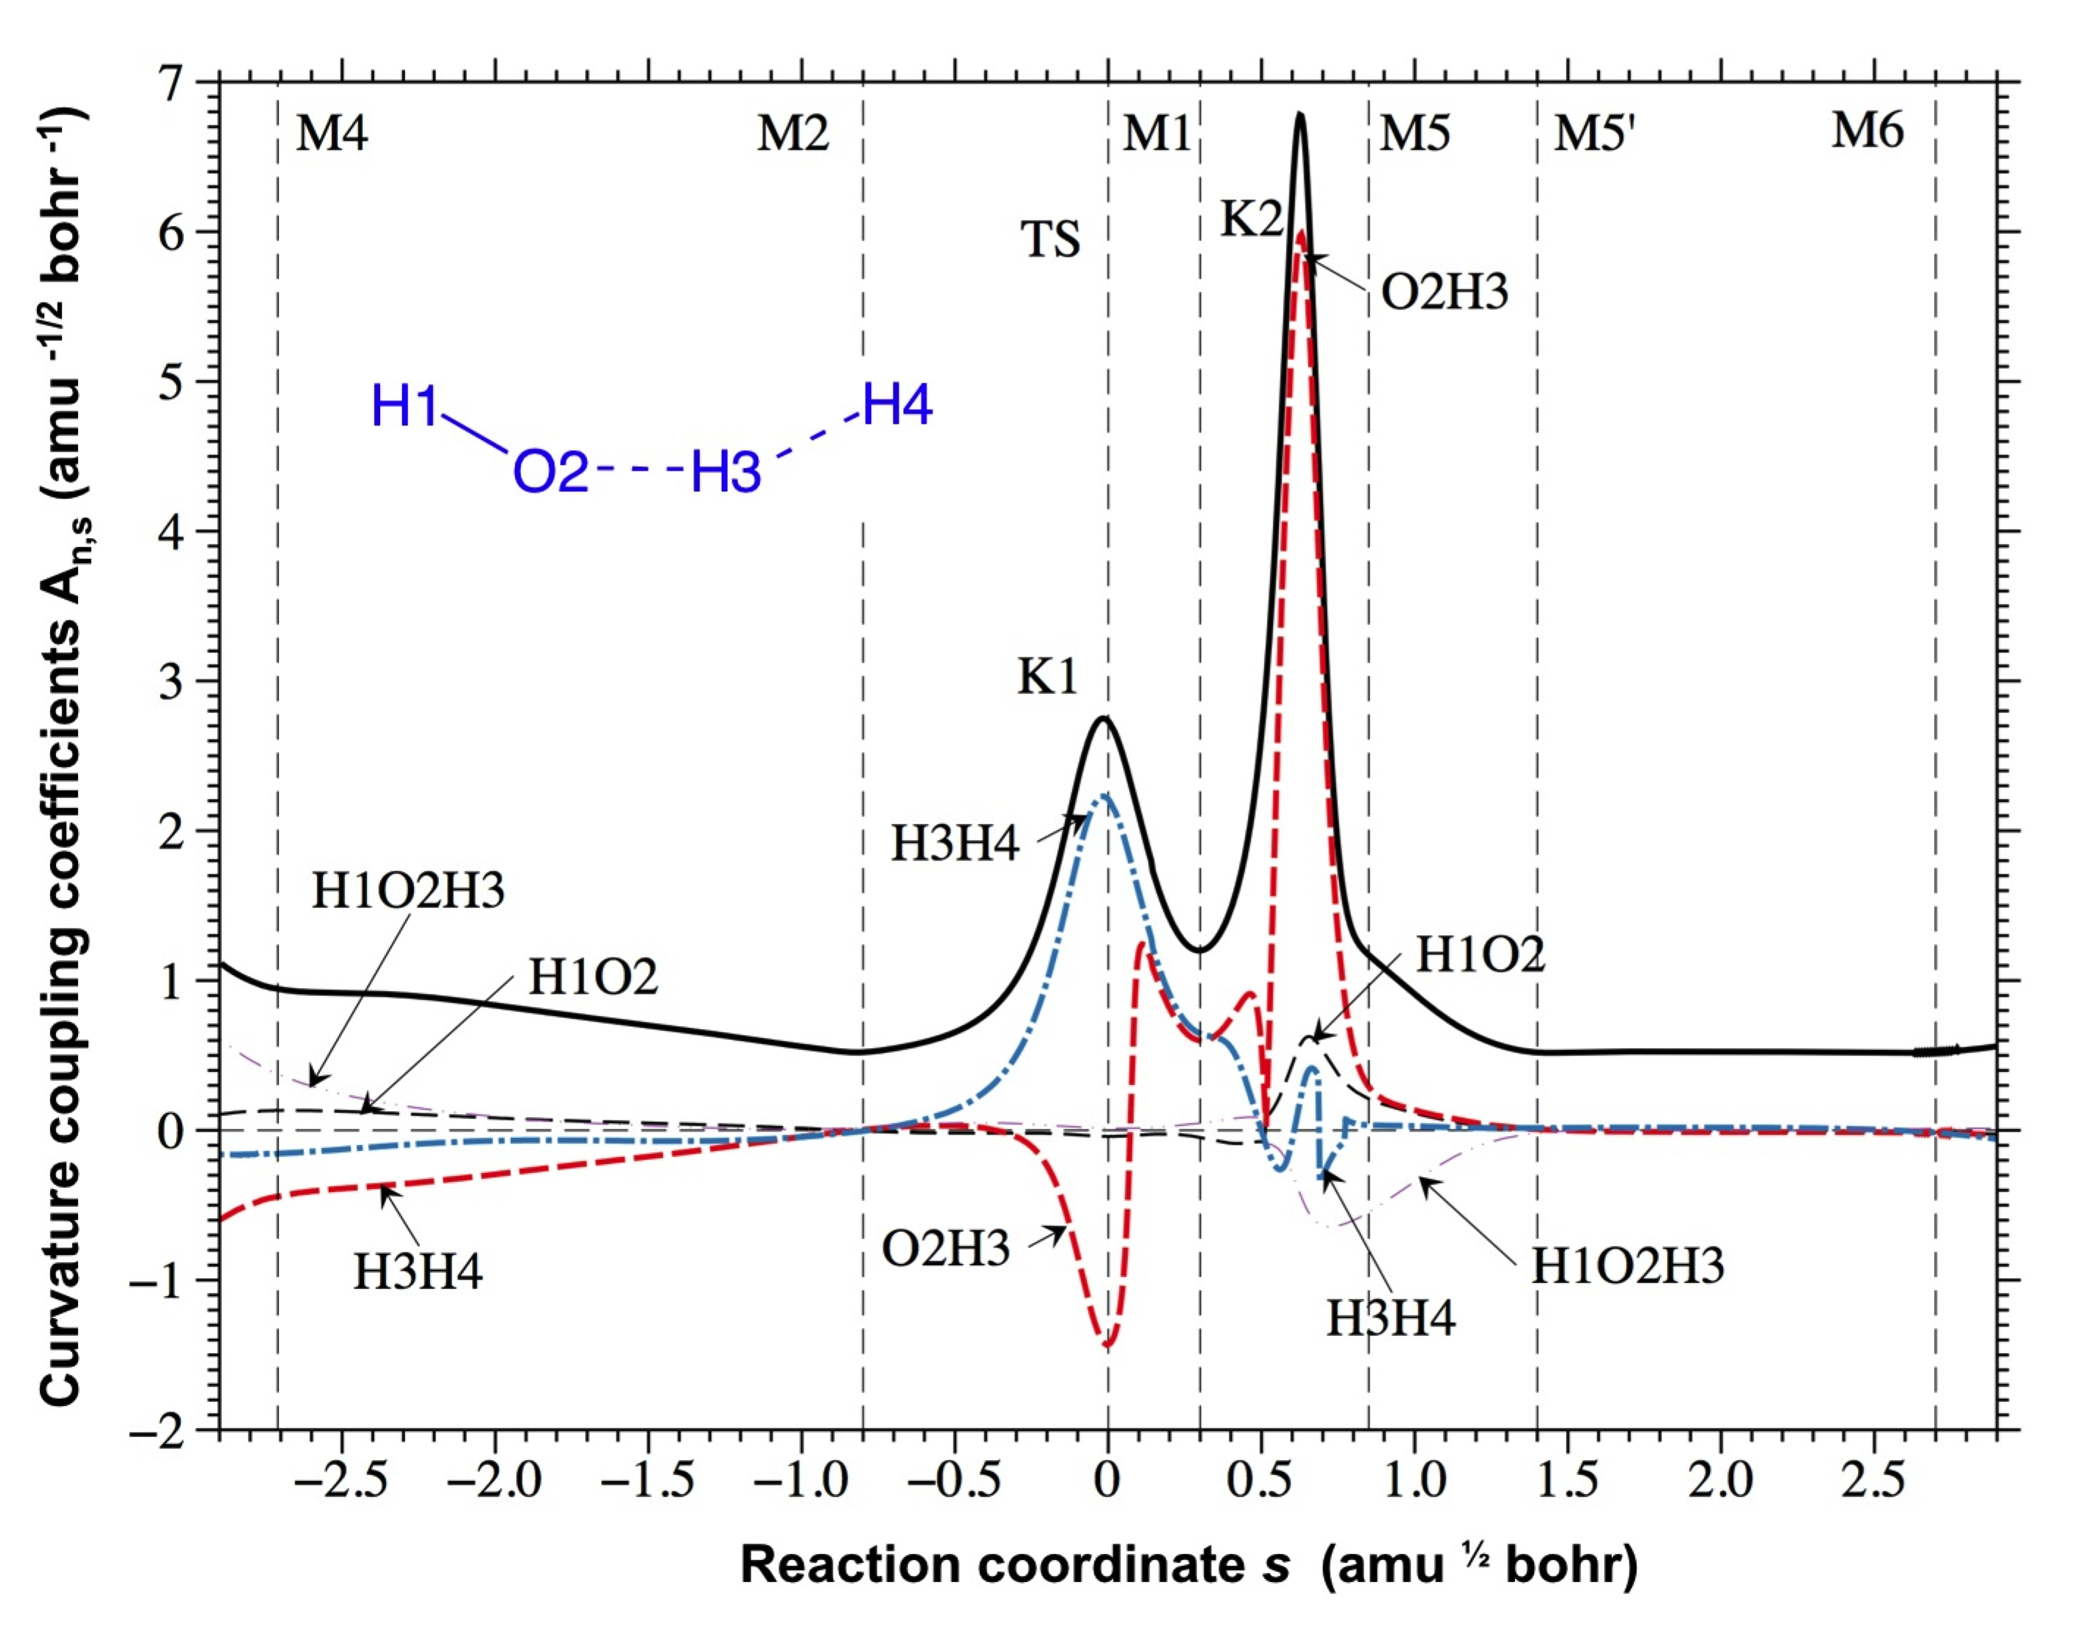 Curvature coupling coefficients Aₙ,ₛ (amu ⁻¹/² bohr ⁻¹)
7
6
5
4
3
2
1
0
−1
−2
M4
M2
M1
M5
M5'
M6
TS
K2
O2H3
H1
H4
O2
H3
K1
H3H4
H1O2H3
H1O2
H1O2
O2H3
H3H4
H1O2H3
H3H4
−2.5 −2.0 −1.5 −1.0 −0.5 0 0.5 1.0 1.5 2.0 2.5
Reaction coordinate s (amu ½ bohr)